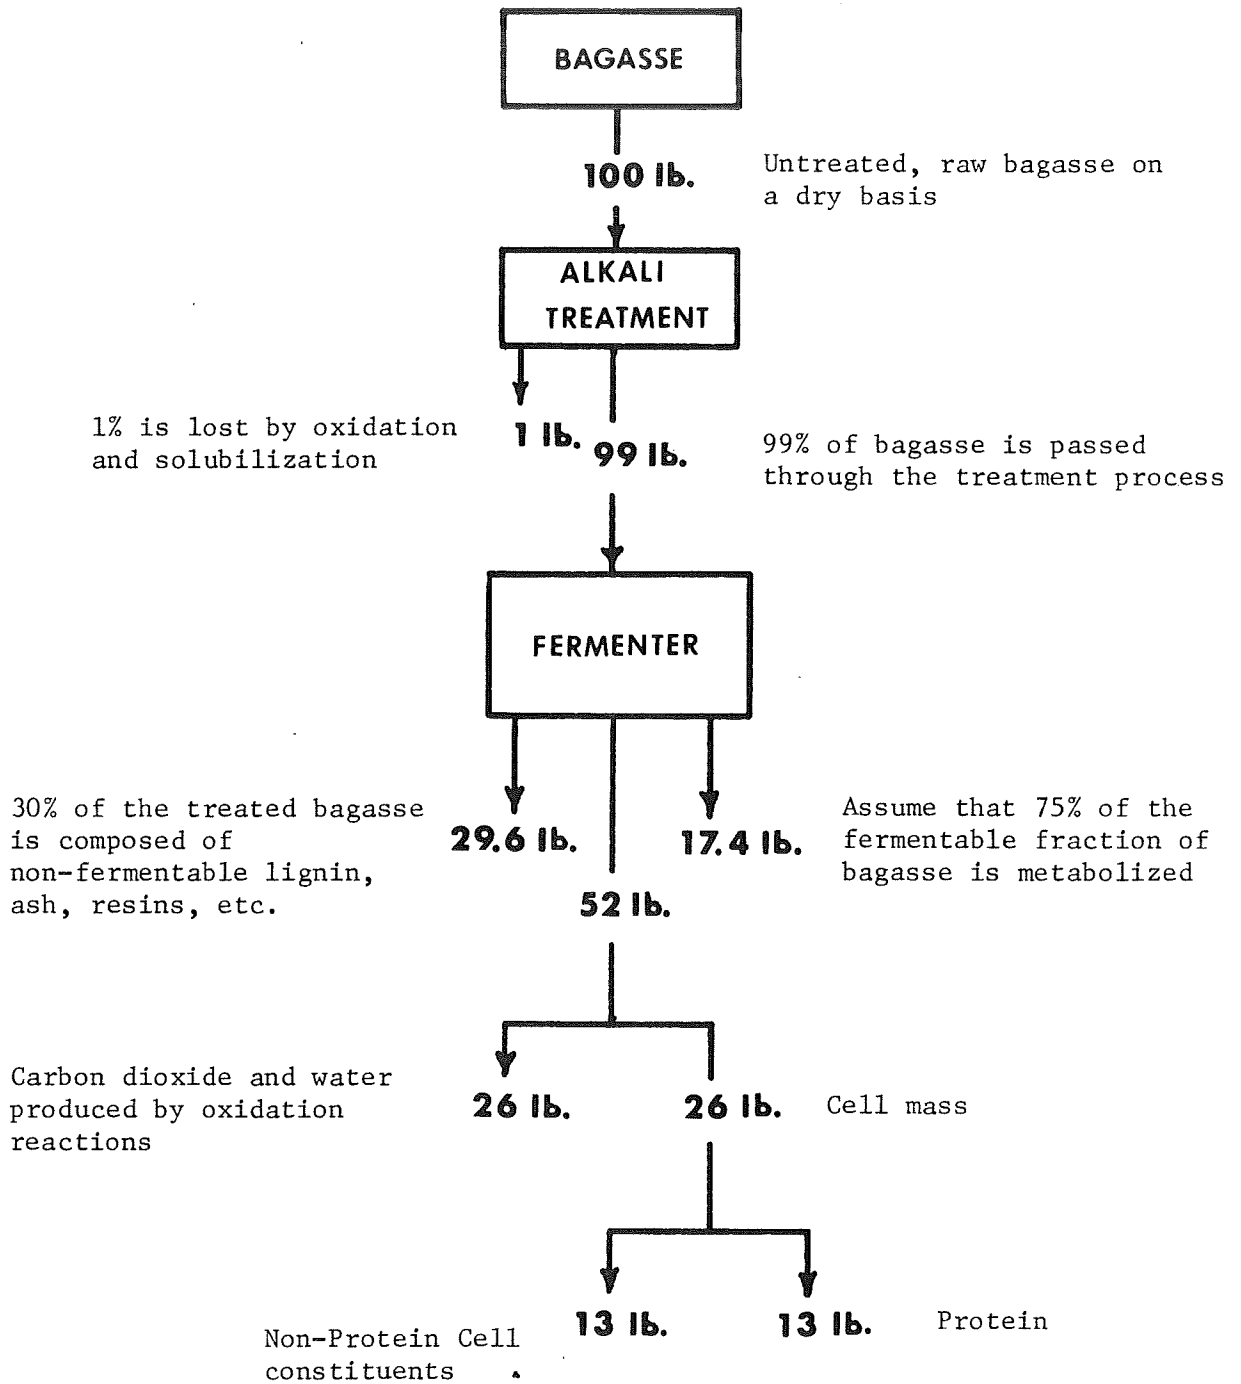 BAGASSE
100 lb.
Untreated, raw bagasse on
a dry basis
ALKALI
TREATMENT
1% is lost by oxidation
and solubilization
1 lb.
99 lb.
99% of bagasse is passed
through the treatment process
FERMENTER
30% of the treated bagasse
is composed of
non-fermentable lignin,
ash, resins, etc.
29.6 lb.
52 lb.
17.4 lb.
Assume that 75% of the
fermentable fraction of
bagasse is metabolized
Carbon dioxide and water
produced by oxidation
reactions
26 lb.
26 lb.
Cell mass
Non-Protein Cell
constituents
13 lb.
13 lb.
Protein